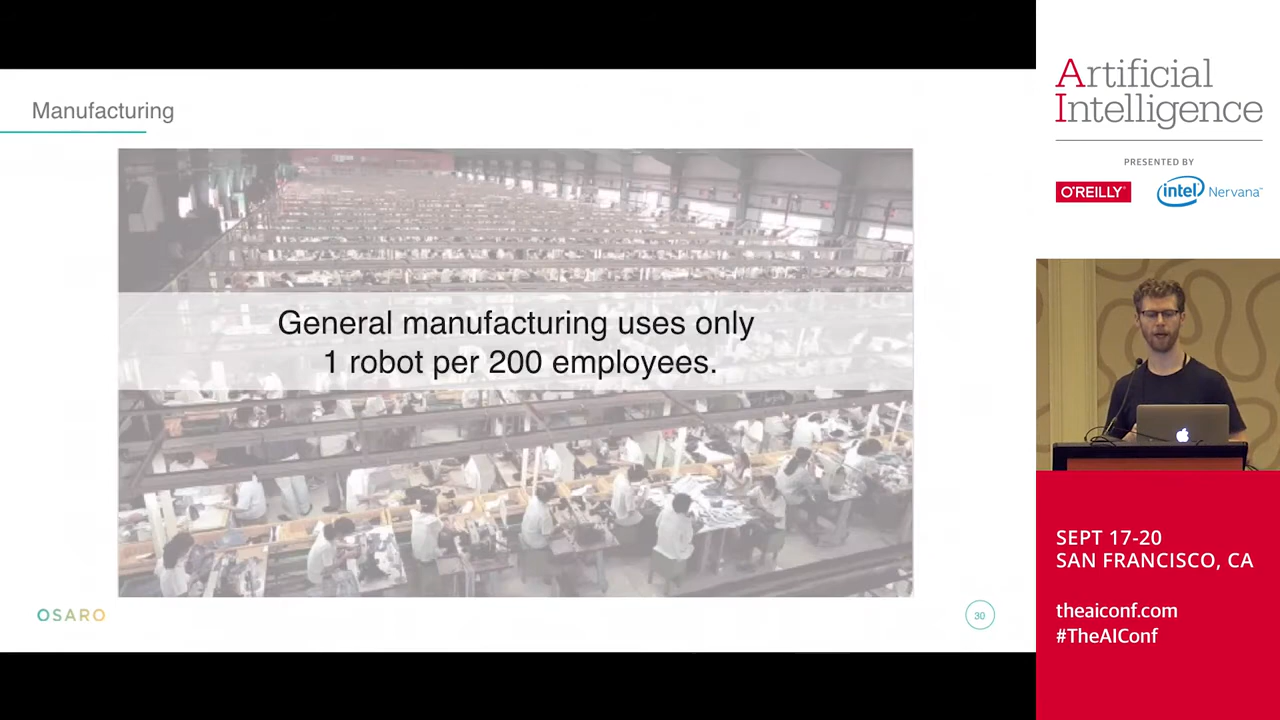 Manufacturing
General manufacturing uses only
1 robot per 200 employees.
OSARO
30
Artificial
Intelligence
PRESENTED BY
O'REILLY®
intel Nervana™
SEPT 17-20
SAN FRANCISCO, CA
theaiconf.com
#TheAIConf